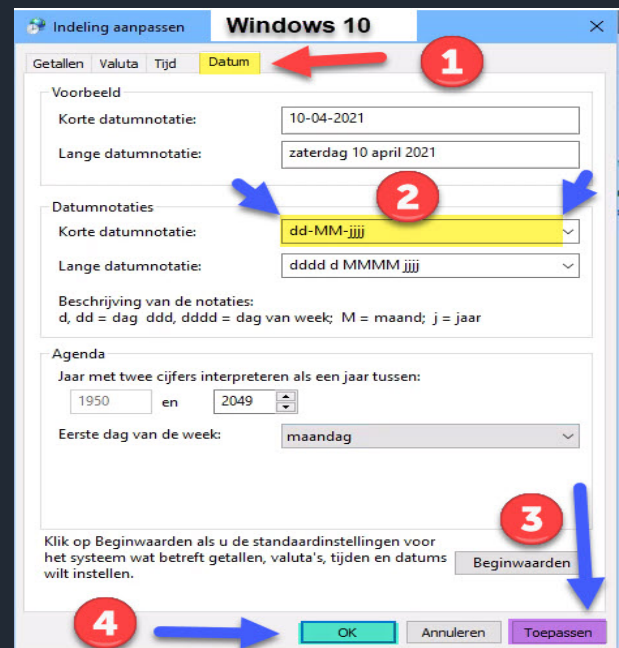 Indeling aanpassen Windows 10
Getallen Valuta Tijd Datum
1
Voorbeeld
Korte datumnotatie: 10-04-2021
Lange datumnotatie: zaterdag 10 april 2021
2
Datumnotaties
Korte datumnotatie: dd-MM-jjjj
Lange datumnotatie: dddd d MMMM jjjj
Beschrijving van de notaties:
d, dd = dag ddd, dddd = dag van week; M = maand; j = jaar
Agenda
Jaar met twee cijfers interpreteren als een jaar tussen:
1950 en 2049
Eerste dag van de week: maandag
3
Klik op Beginwaarden als u de standaardinstellingen voor
het systeem wat betreft getallen, valuta's, tijden en datums
wilt instellen.
Beginwaarden
4
OK Annuleren Toepassen